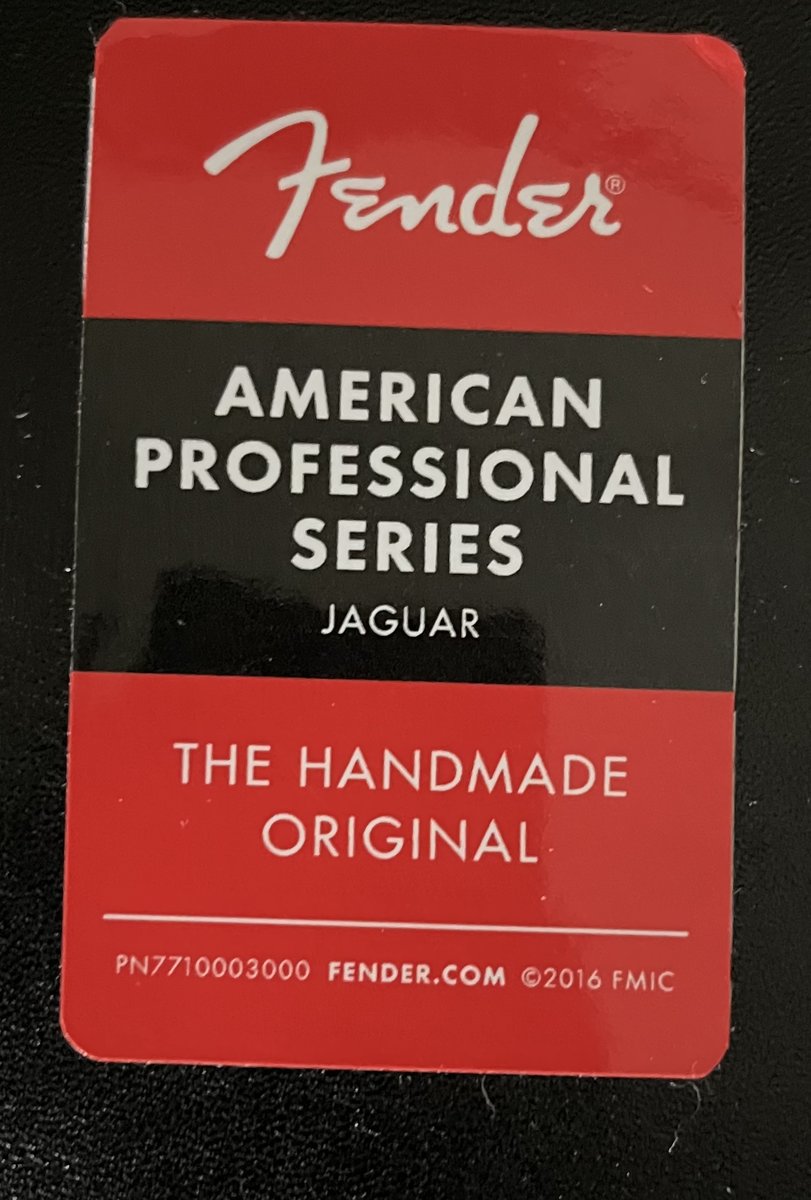 Fender®
AMERICAN
PROFESSIONAL
SERIES
JAGUAR
THE HANDMADE
ORIGINAL
PN7710003000 FENDER.COM ©2016 FMIC